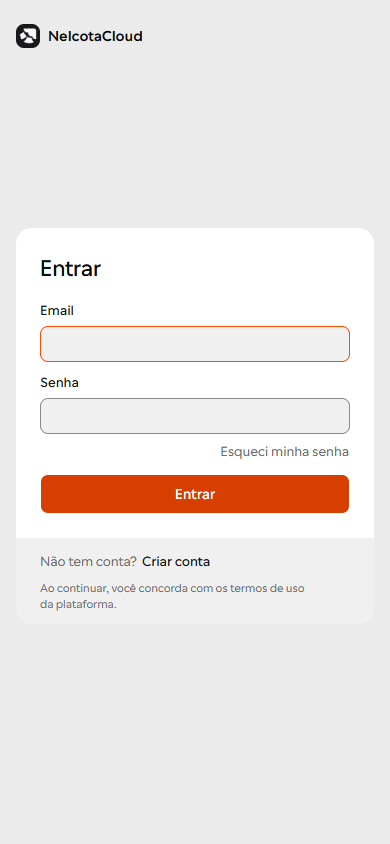 NelcotaCloud
Entrar
Email
Senha
Esqueci minha senha
Entrar
Não tem conta? Criar conta
Ao continuar, você concorda com os termos de uso
da plataforma.